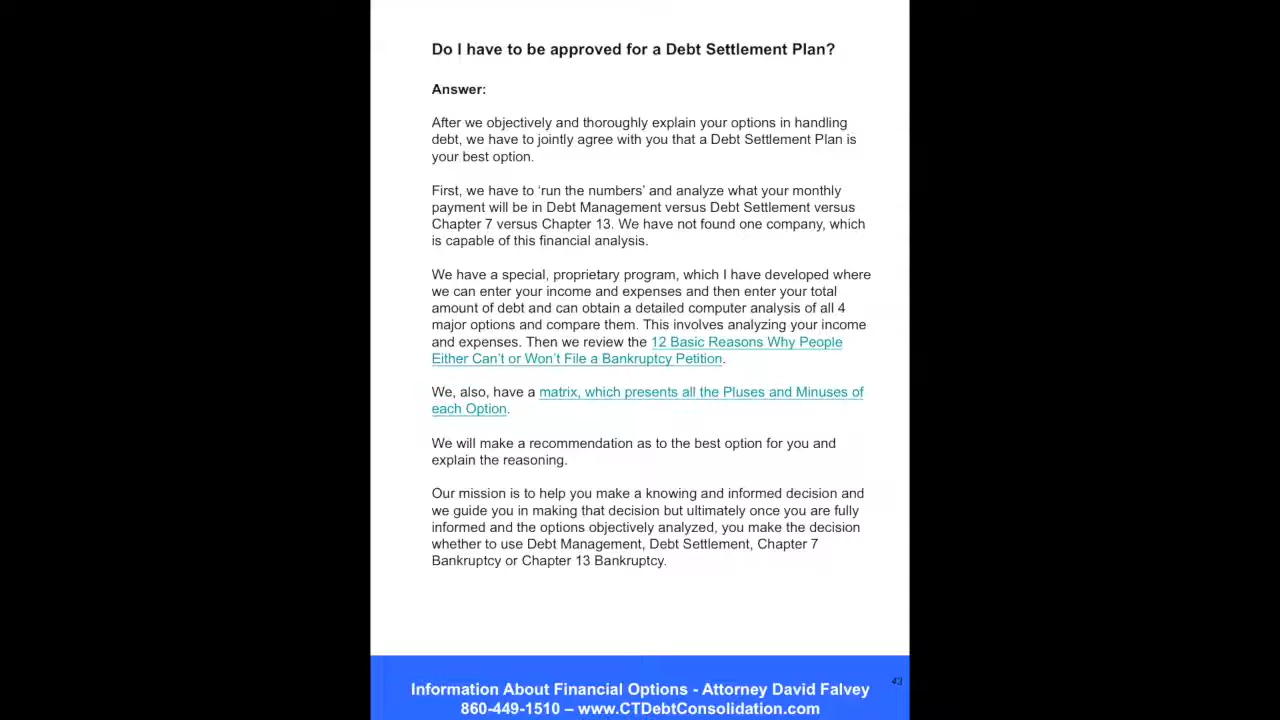 Do I have to be approved for a Debt Settlement Plan?
Answer:
After we objectively and thoroughly explain your options in handling
debt, we have to jointly agree with you that a Debt Settlement Plan is
your best option.
First, we have to ‘run the numbers’ and analyze what your monthly
payment will be in Debt Management versus Debt Settlement versus
Chapter 7 versus Chapter 13. We have not found one company, which
is capable of this financial analysis.
We have a special, proprietary program, which I have developed where
we can enter your income and expenses and then enter your total
amount of debt and can obtain a detailed computer analysis of all 4
major options and compare them. This involves analyzing your income
and expenses. Then we review the 12 Basic Reasons Why People
Either Can’t or Won’t File a Bankruptcy Petition.
We, also, have a matrix, which presents all the Pluses and Minuses of
each Option.
We will make a recommendation as to the best option for you and
explain the reasoning.
Our mission is to help you make a knowing and informed decision and
we guide you in making that decision but ultimately once you are fully
informed and the options objectively analyzed, you make the decision
whether to use Debt Management, Debt Settlement, Chapter 7
Bankruptcy or Chapter 13 Bankruptcy.
43
Information About Financial Options - Attorney David Falvey
860-449-1510 – www.CTDebtConsolidation.com